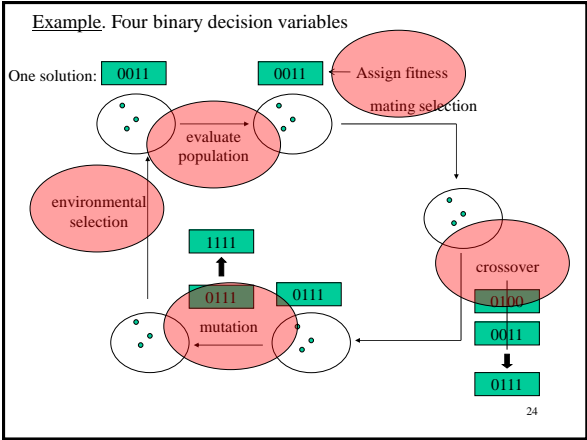 Example. Four binary decision variables
One solution:
0011
0011
Assign fitness
mating selection
evaluate
population
environmental
selection
1111
0111
0111
mutation
crossover
0100
0011
0111
24